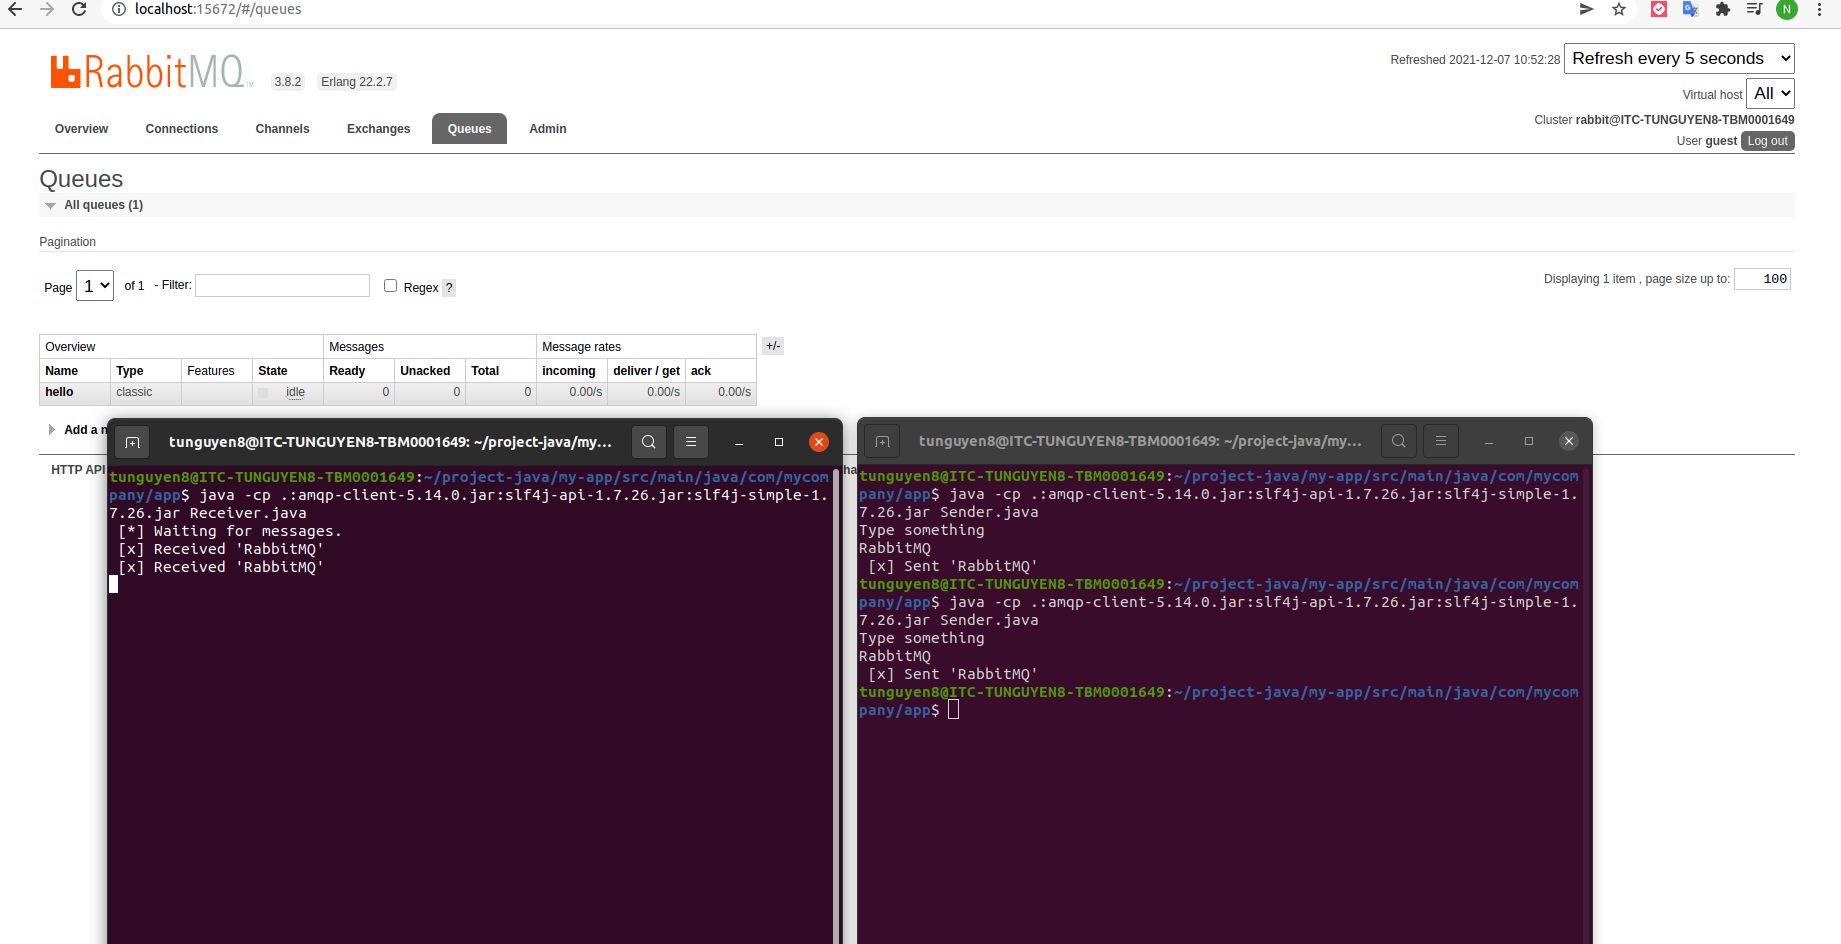 localhost:15672/#/queues
N
RabbitMQ TM 3.8.2 Erlang 22.2.7
Refreshed 2021-12-07 10:52:28 Refresh every 5 seconds
Virtual host All
Cluster rabbit@ITC-TUNGUYEN8-TBM0001649
User guest Log out
Overview Connections Channels Exchanges Queues Admin
Queues
All queues (1)
Pagination
Page 1 of 1 - Filter: Regex ?
Displaying 1 item , page size up to: 100
Overview Messages Message rates +/-
Name Type Features State Ready Unacked Total incoming deliver / get ack
hello classic idle 0 0 0 0.00/s 0.00/s 0.00/s
Add a n
HTTP API
ha
tunguyen8@ITC-TUNGUYEN8-TBM0001649: ~/project-java/my...
tunguyen8@ITC-TUNGUYEN8-TBM0001649:~/project-java/my-app/src/main/java/com/mycom
pany/app$ java -cp .:amqp-client-5.14.0.jar:slf4j-api-1.7.26.jar:slf4j-simple-1.
7.26.jar Receiver.java
[*] Waiting for messages.
[x] Received 'RabbitMQ'
[x] Received 'RabbitMQ'
tunguyen8@ITC-TUNGUYEN8-TBM0001649: ~/project-java/my...
tunguyen8@ITC-TUNGUYEN8-TBM0001649:~/project-java/my-app/src/main/java/com/mycom
pany/app$ java -cp .:amqp-client-5.14.0.jar:slf4j-api-1.7.26.jar:slf4j-simple-1.
7.26.jar Sender.java
Type something
RabbitMQ
[x] Sent 'RabbitMQ'
tunguyen8@ITC-TUNGUYEN8-TBM0001649:~/project-java/my-app/src/main/java/com/mycom
pany/app$ java -cp .:amqp-client-5.14.0.jar:slf4j-api-1.7.26.jar:slf4j-simple-1.
7.26.jar Sender.java
Type something
RabbitMQ
[x] Sent 'RabbitMQ'
tunguyen8@ITC-TUNGUYEN8-TBM0001649:~/project-java/my-app/src/main/java/com/mycom
pany/app$